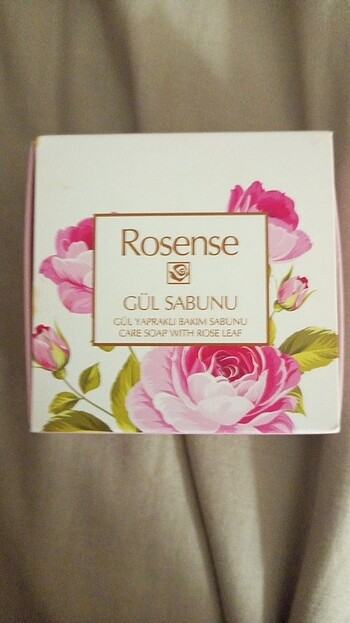 Rosense
GÜL SABUNU
GÜL YAPRAKLI BAKIM SABUNU
CARE SOAP WITH ROSE LEAF